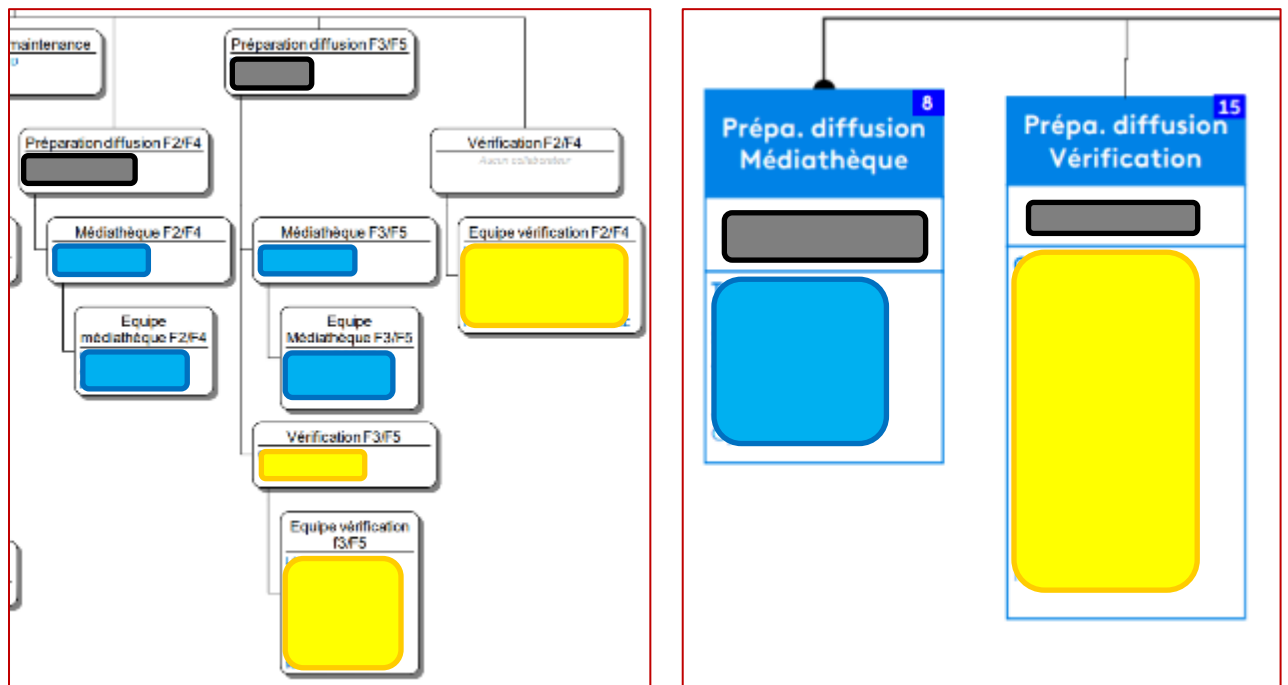 maintenance
Préparation diffusion F3/F5
Préparation diffusion F2/F4
Vérification F2/F4
Aucun collaborateur
Médiathèque F2/F4
Médiathèque F3/F5
Equipe vérification F2/F4
Equipe
médiathèque F2/F4
Equipe
Médiathèque F3/F5
Vérification F3/F5
Equipe vérification
f3/F5
8
Prépa. diffusion
Médiathèque
15
Prépa. diffusion
Vérification